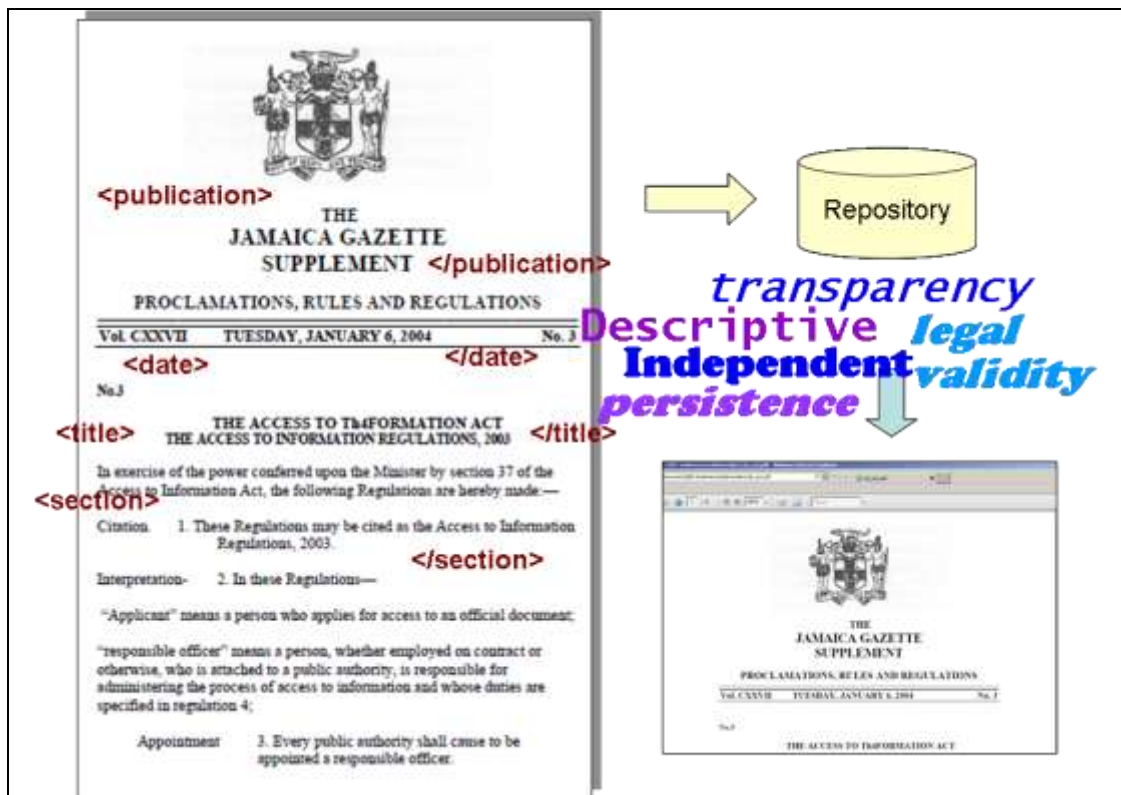 <publication>
THE
JAMAICA GAZETTE
SUPPLEMENT </publication>
PROCLAMATIONS, RULES AND REGULATIONS
Vol. CXXVII TUESDAY, JANUARY 6, 2004 No. 3
<date> </date>
No.3
<title> THE ACCESS TO Th4FORMATION ACT
THE ACCESS TO INFORMATION REGULATIONS, 2003 </title>
In exercise of the power conferred upon the Minister by section 37 of the
Access to Information Act, the following Regulations are hereby made:—
<section>
Citation 1. These Regulations may be cited as the Access to Information
Regulations, 2003.
</section>
Interpretation- 2. In these Regulations—
“Applicant” means a person who applies for access to an official document;
“responsible officer” means a person, whether employed on contract or
otherwise, who is attached to a public authority, is responsible for
administering the process of access to information and whose duties are
specified in regulation 4;
Appointment 3. Every public authority shall cause to be
appointed a responsible officer.
Repository
transparency
Descriptive
legal
Independent
validity
persistence
THE
JAMAICA GAZETTE
SUPPLEMENT
PROCLAMATIONS, RULES AND REGULATIONS
Vol. CXXVII TUESDAY, JANUARY 6, 2004 No. 3
No.3
THE ACCESS TO Th4FORMATION ACT